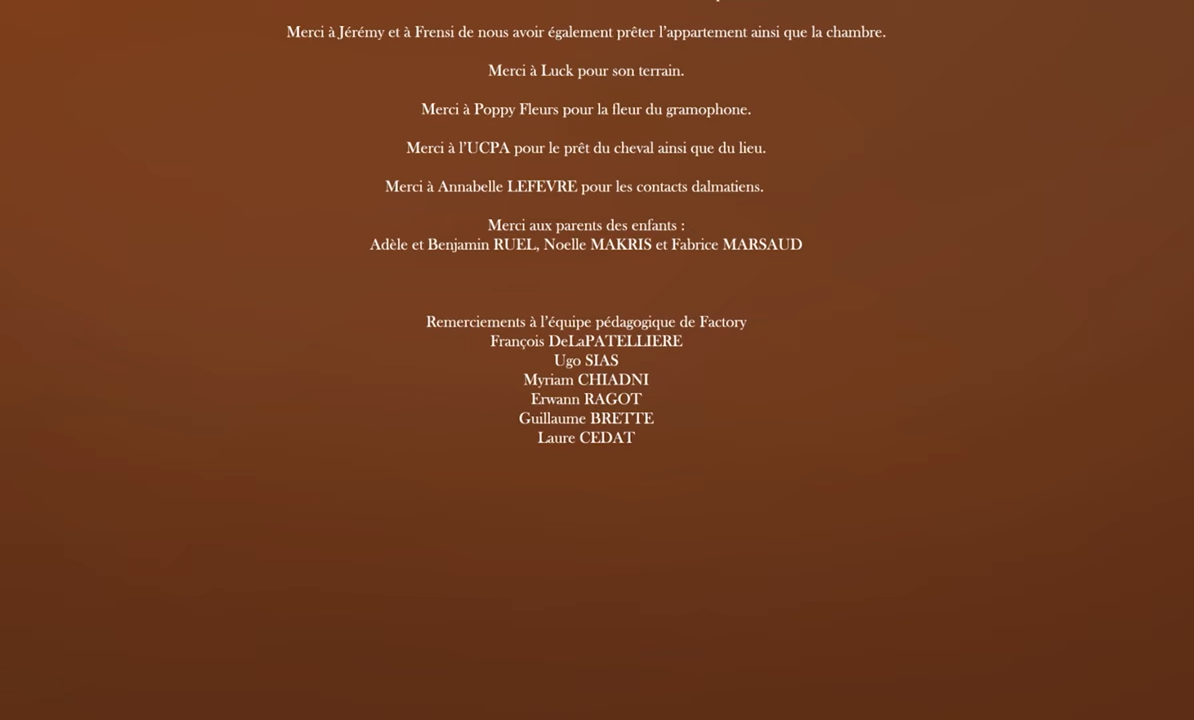 Merci à Jérémy et à Frensi de nous avoir également prêter l'appartement ainsi que la chambre.
Merci à Luck pour son terrain.
Merci à Poppy Fleurs pour la fleur du gramophone.
Merci à l'UCPA pour le prêt du cheval ainsi que du lieu.
Merci à Annabelle LEFEVRE pour les contacts dalmatiens.
Merci aux parents des enfants :
Adèle et Benjamin RUEL, Noelle MAKRIS et Fabrice MARSAUD
Remerciements à l'équipe pédagogique de Factory
François DeLaPATELLIERE
Ugo SIAS
Myriam CHIADNI
Erwann RAGOT
Guillaume BRETTE
Laure CEDAT